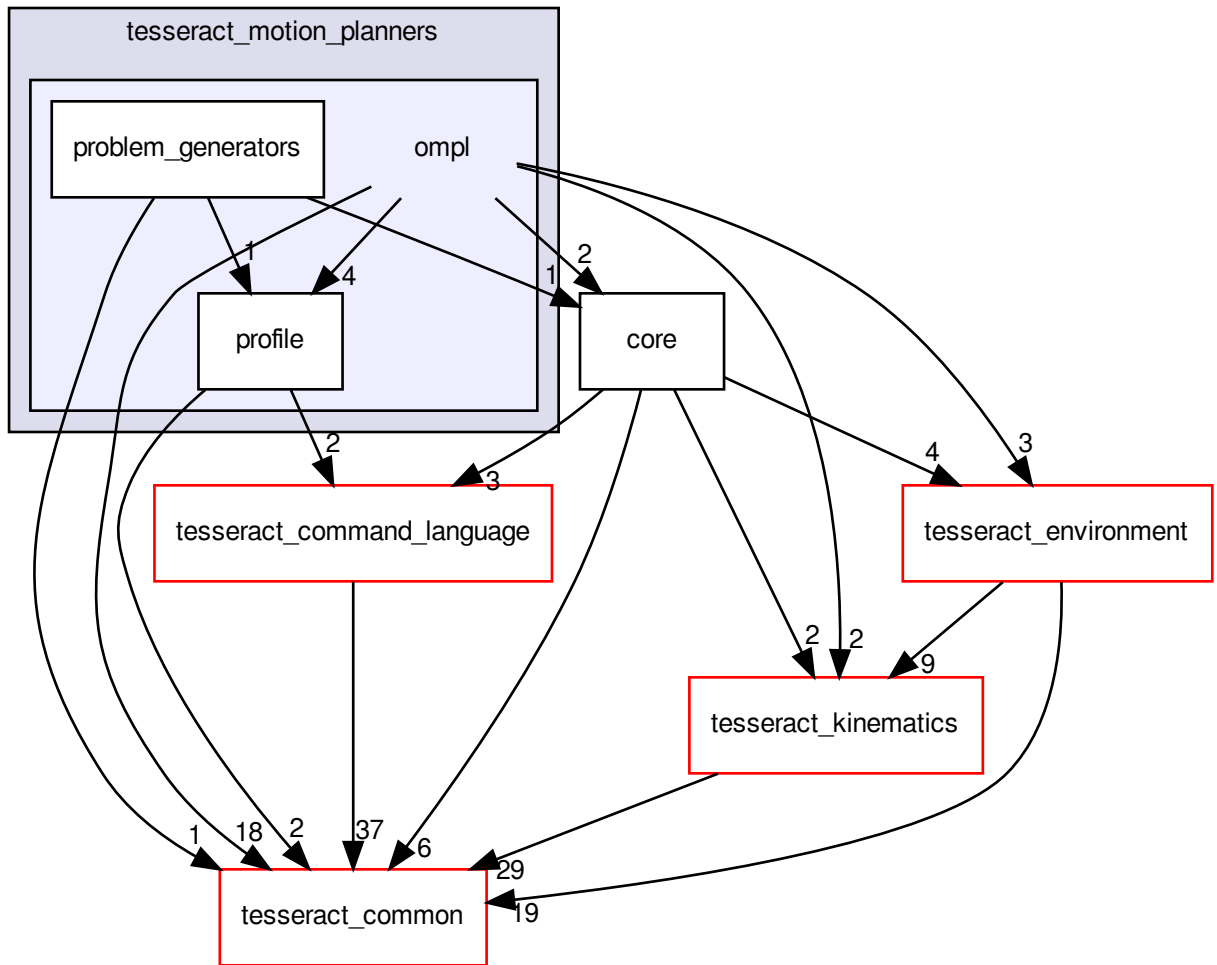 tesseract_motion_planners
problem_generators
ompl
1
4
2
1
profile
core
2
3
4
3
tesseract_command_language
tesseract_environment
2
2
9
tesseract_kinematics
1
18
2
37
6
29
19
tesseract_common